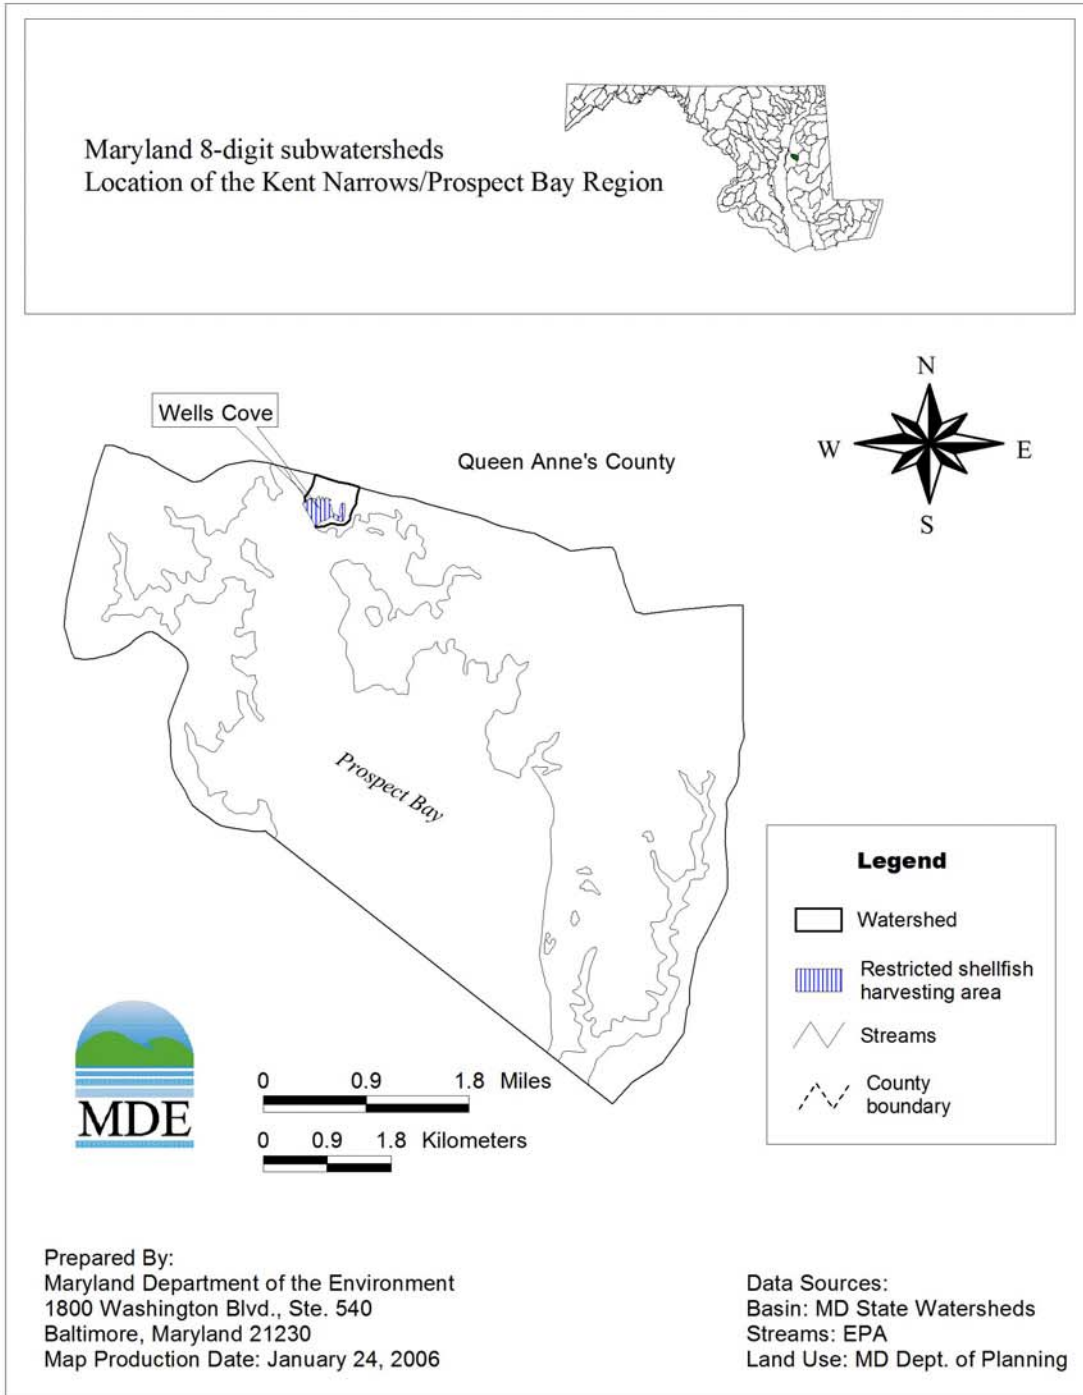 Maryland 8-digit subwatersheds
Location of the Kent Narrows/Prospect Bay Region
N
W
E
S
Wells Cove
Queen Anne's County
Prospect Bay
Legend
Watershed
Restricted shellfish
harvesting area
Streams
County
boundary
MDE
0 0.9 1.8 Miles
0 0.9 1.8 Kilometers
Prepared By:
Maryland Department of the Environment
1800 Washington Blvd., Ste. 540
Baltimore, Maryland 21230
Map Production Date: January 24, 2006
Data Sources:
Basin: MD State Watersheds
Streams: EPA
Land Use: MD Dept. of Planning